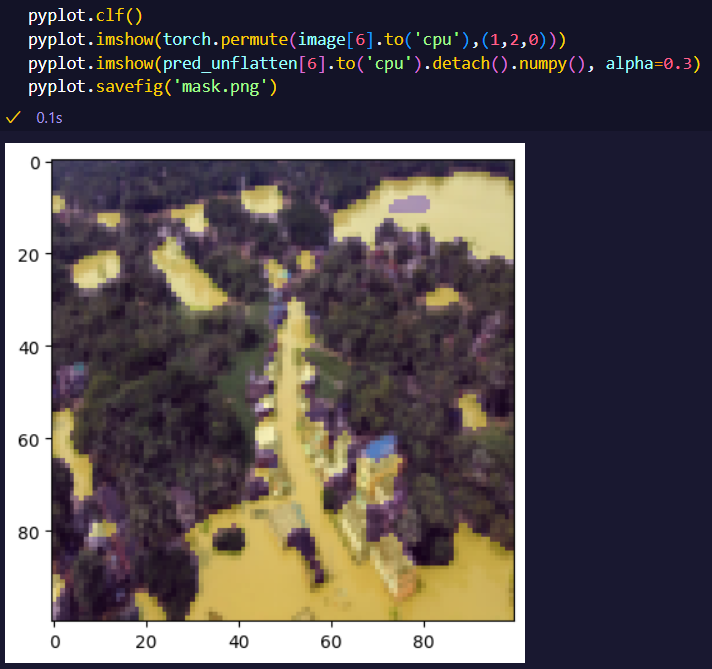 pyplot.clf()
pyplot.imshow(torch.permute(image[6].to('cpu'),(1,2,0)))
pyplot.imshow(pred_unflatten[6].to('cpu').detach().numpy(), alpha=0.3)
pyplot.savefig('mask.png')
0.1s
0
20
40
60
80
0 20 40 60 80